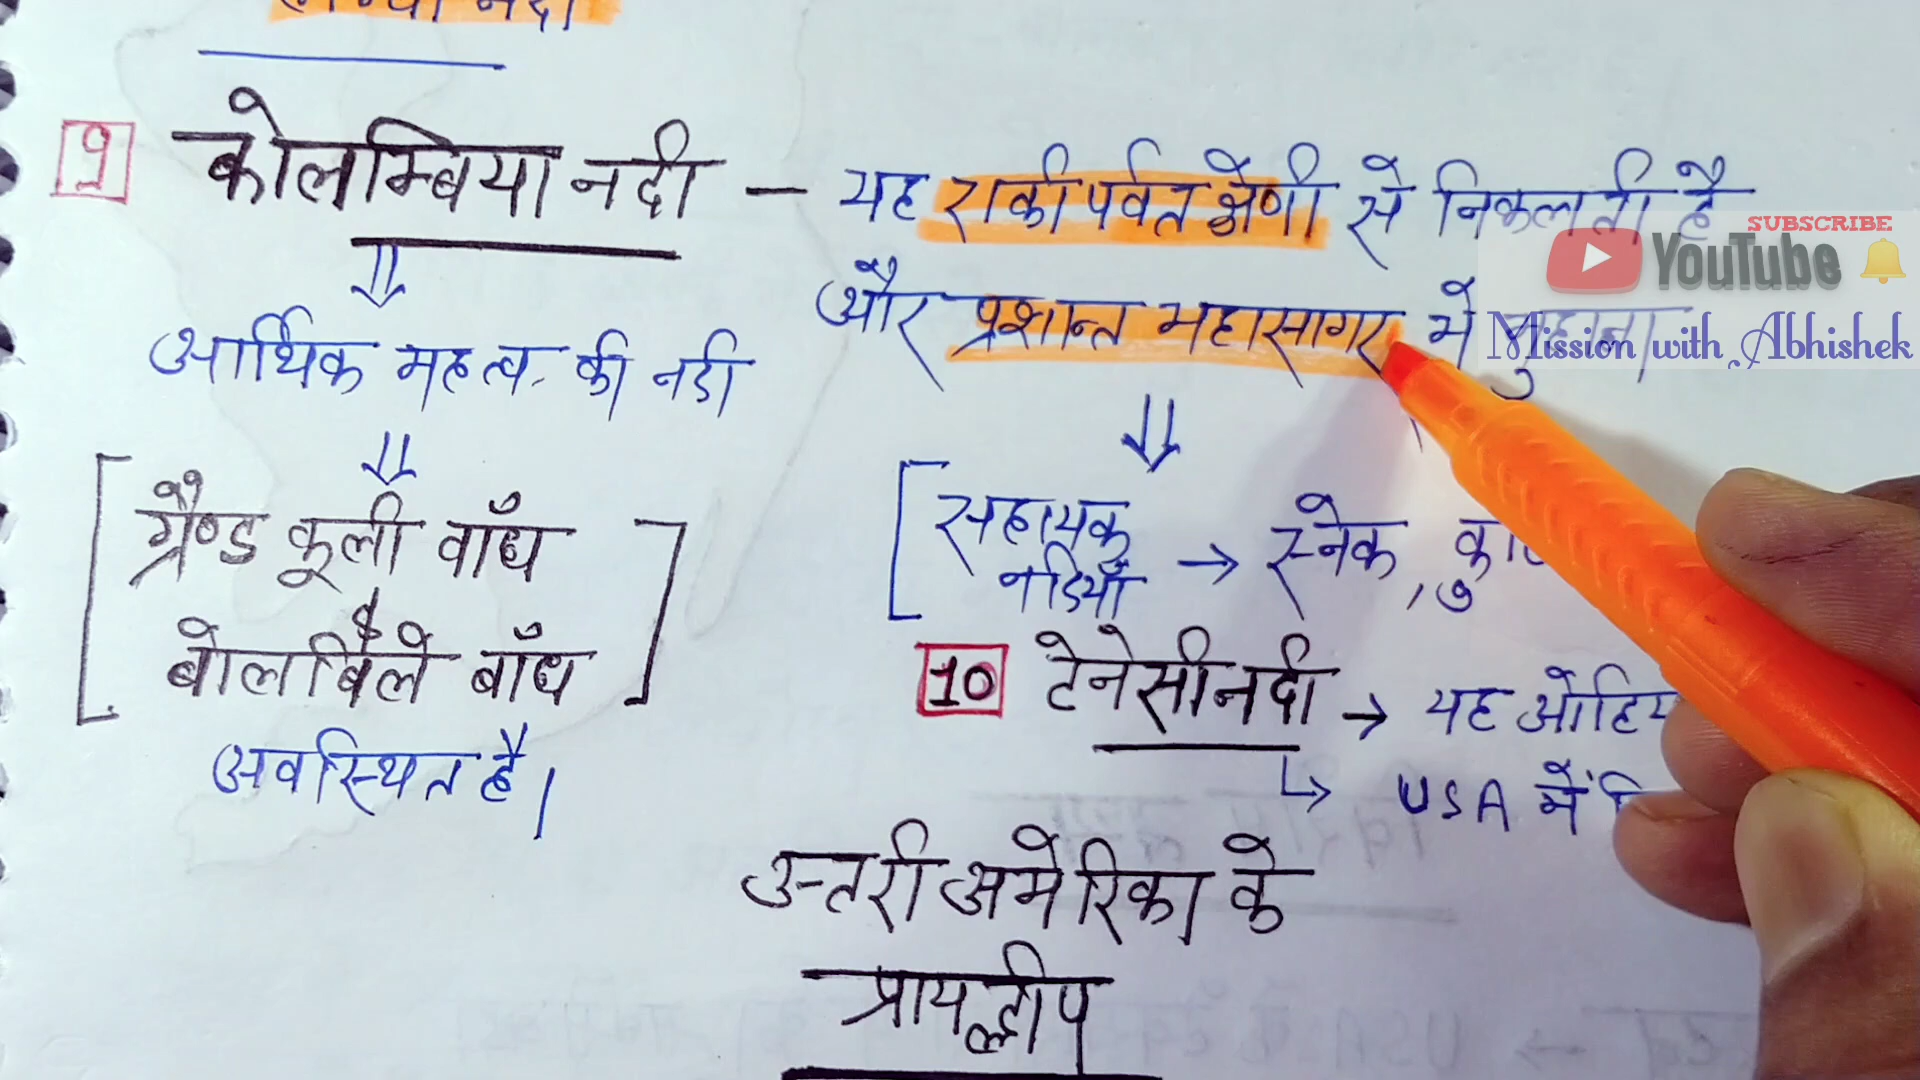 9 कोलम्बिया नदी – यह राकी पर्वत श्रेणी से निकलती है
और प्रशान्त महासागर में मुहाना
⇓
आर्थिक महत्व की नदी
⇓
ग्रैण्ड कूली बाँध
&
बोलबिले बाँध
अवस्थित है।
⇓
सहायक नदियाँ → स्नेक,
10 टेनेसी नदी → यह
↳ USA में
उत्तरी अमेरिका के
प्रायद्वीप
SUBSCRIBE
YouTube
Mission with Abhishek